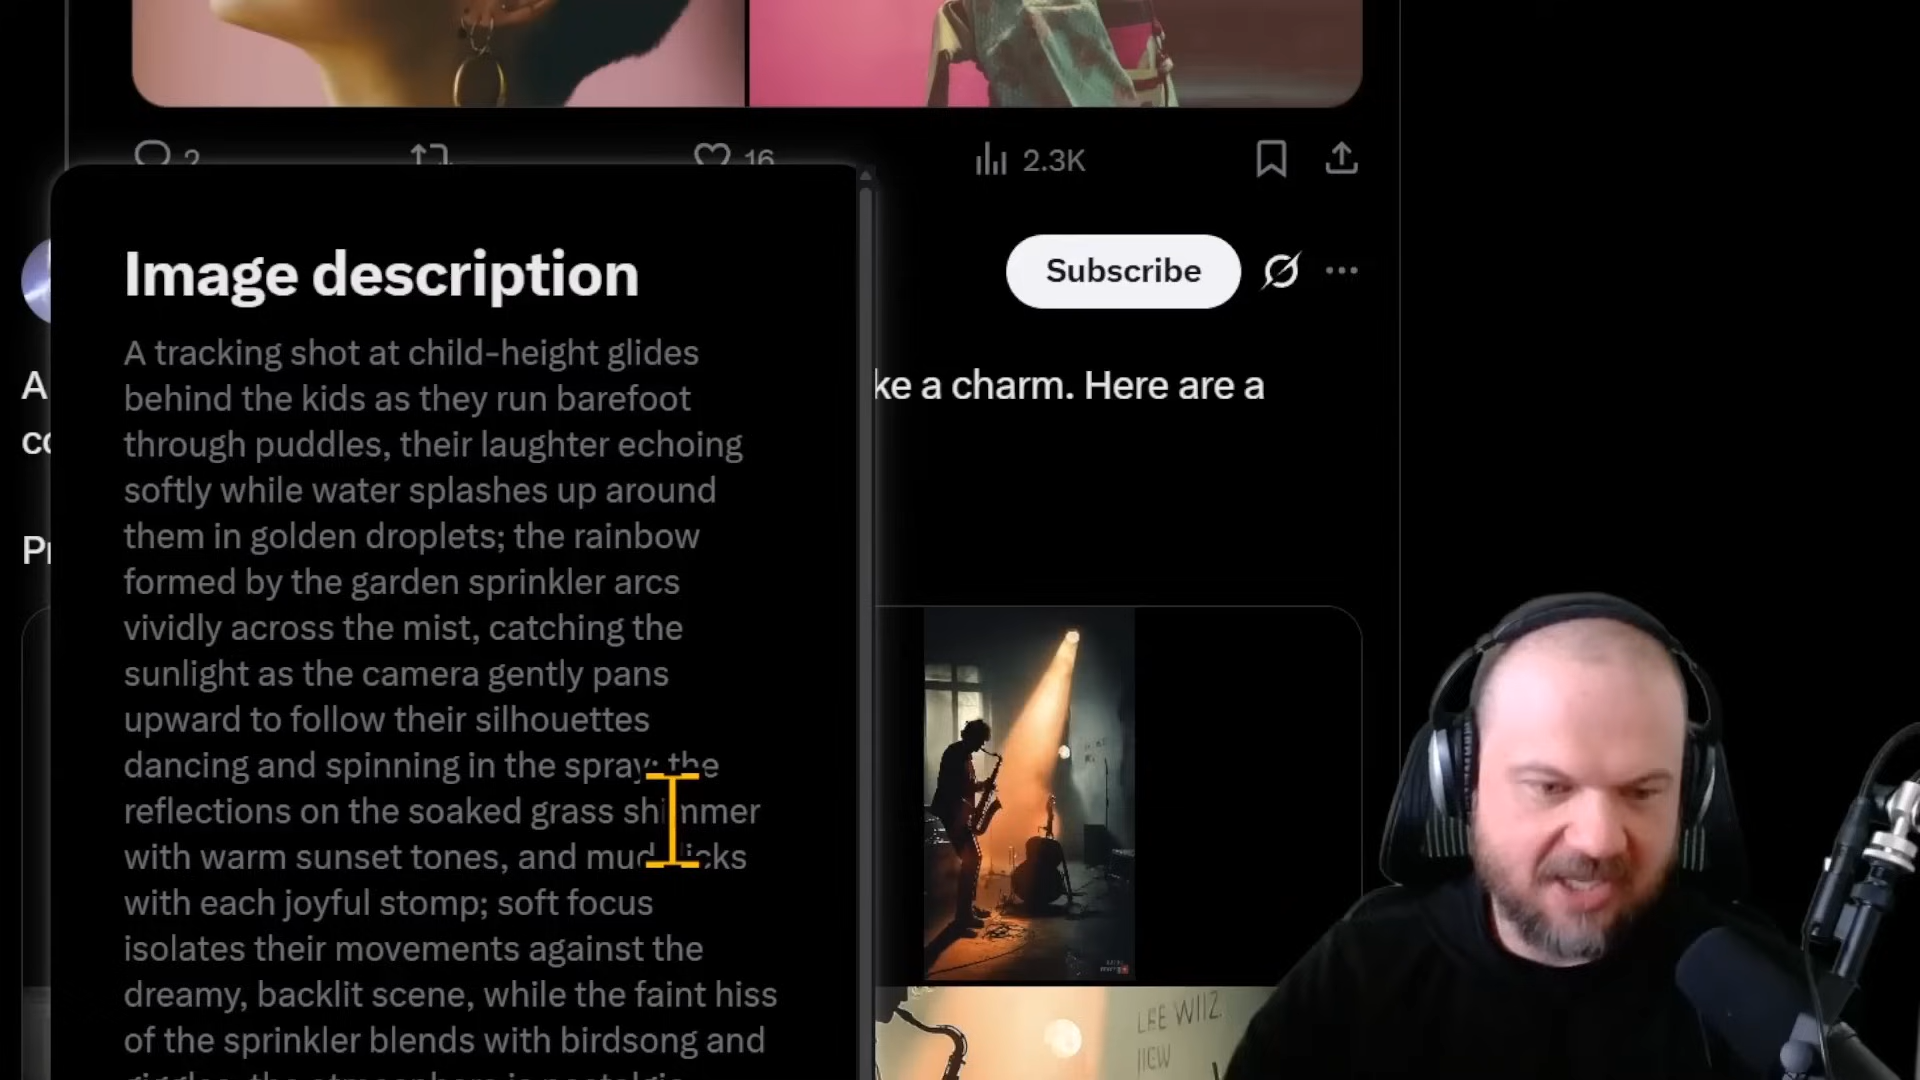 2
16
2.3K
Image description
Subscribe
A tracking shot at child-height glides
behind the kids as they run barefoot
through puddles, their laughter echoing
softly while water splashes up around
them in golden droplets; the rainbow
formed by the garden sprinkler arcs
vividly across the mist, catching the
sunlight as the camera gently pans
upward to follow their silhouettes
dancing and spinning in the spray; the
reflections on the soaked grass shimmer
with warm sunset tones, and mud
with each joyful stomp; soft focus
isolates their movements against the
dreamy, backlit scene, while the faint hiss
of the sprinkler blends with birdsong and
A
ke a charm. Here are a
co
Pr
LEE WIIZ